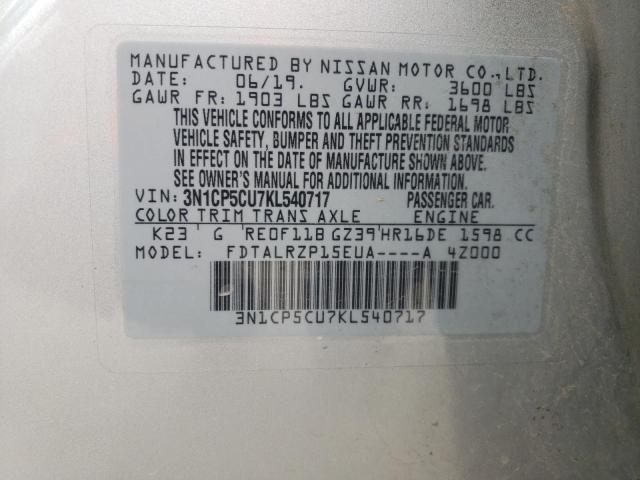 MANUFACTURED BY NISSAN MOTOR CO., LTD.
DATE: 06/19. GVWR: 3600 LBS
GAWR FR: 1903 LBS GAWR RR: 1698 LBS
THIS VEHICLE CONFORMS TO ALL APPLICABLE FEDERAL MOTOR
VEHICLE SAFETY, BUMPER AND THEFT PREVENTION STANDARDS
IN EFFECT ON THE DATE OF MANUFACTURE SHOWN ABOVE.
SEE OWNER'S MANUAL FOR ADDITIONAL INFORMATION.
VIN: 3N1CP5CU7KL540717 PASSENGER CAR.
COLOR TRIM TRANS AXLE ENGINE
K23 G RE0F11B GZ39 HR16DE 1598 CC
MODEL: FDTALRZP15EUA----A 4Z000
3N1CP5CU7KL540717